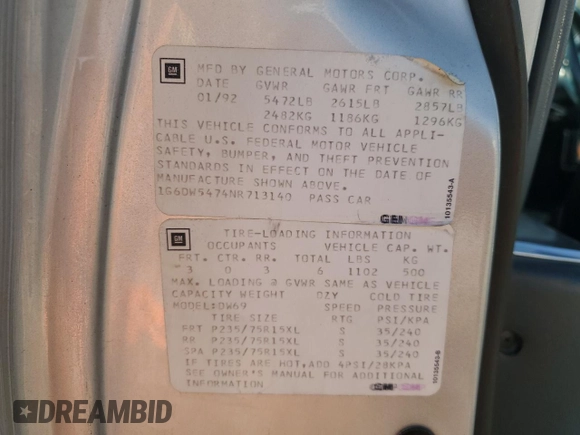 GM
MFD BY GENERAL MOTORS CORP.
DATE GVWR GAWR FRT GAWR RR
01/92 5472LB 2615LB 2857LB
2482KG 1186KG 1296KG
THIS VEHICLE CONFORMS TO ALL APPLI-
CABLE U.S. FEDERAL MOTOR VEHICLE
SAFETY, BUMPER, AND THEFT PREVENTION
STANDARDS IN EFFECT ON THE DATE OF
MANUFACTURE SHOWN ABOVE.
1G6DW5474NR713140 PASS CAR
10135543-A
GM
TIRE-LOADING INFORMATION
OCCUPANTS VEHICLE CAP. WT.
FRT. CTR. RR. TOTAL LBS KG
3 0 3 6 1102 500
MAX. LOADING @ GVWR SAME AS VEHICLE
CAPACITY WEIGHT DZY COLD TIRE
MODEL:DW69 SPEED PRESSURE
TIRE SIZE RTG PSI/KPA
FRT P235/75R15XL S 35/240
RR P235/75R15XL S 35/240
SPA P235/75R15XL S 35/240
IF TIRES ARE HOT,ADD 4PSI/28KPA
SEE OWNER'S MANUAL FOR ADDITIONAL
INFORMATION
10135543-B
DREAMBID